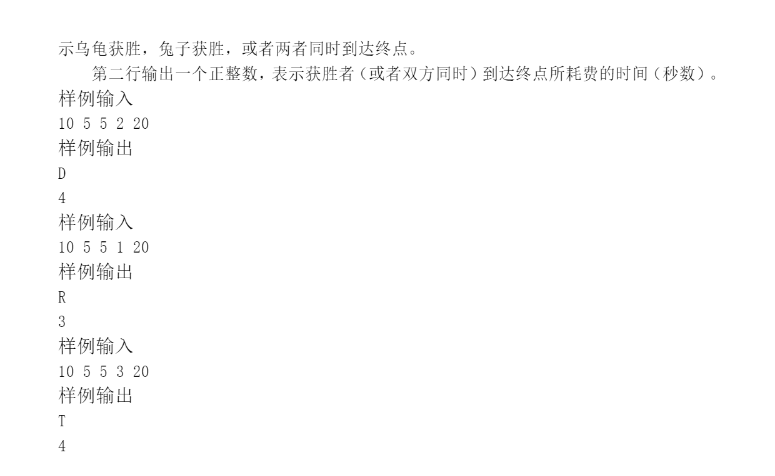 示乌龟获胜，兔子获胜，或者两者同时到达终点。
第二行输出一个正整数，表示获胜者（或者双方同时）到达终点所耗费的时间（秒数）。
样例输入
10 5 5 2 20
样例输出
D
4
样例输入
10 5 5 1 20
样例输出
R
3
样例输入
10 5 5 3 20
样例输出
T
4